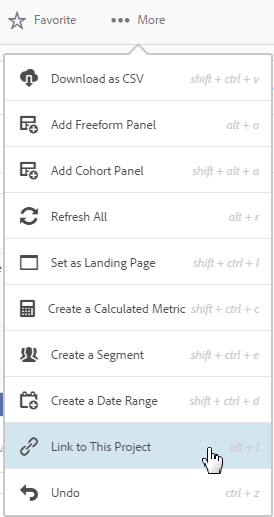 Favorite ••• More
Download as CSV shift + ctrl + v
Add Freeform Panel alt + a
Add Cohort Panel shift + alt + a
Refresh All alt + r
Set as Landing Page shift + ctrl + l
Create a Calculated Metric shift + ctrl + c
Create a Segment shift + ctrl + e
Create a Date Range shift + ctrl + d
Link to This Project alt + l
Undo ctrl + z